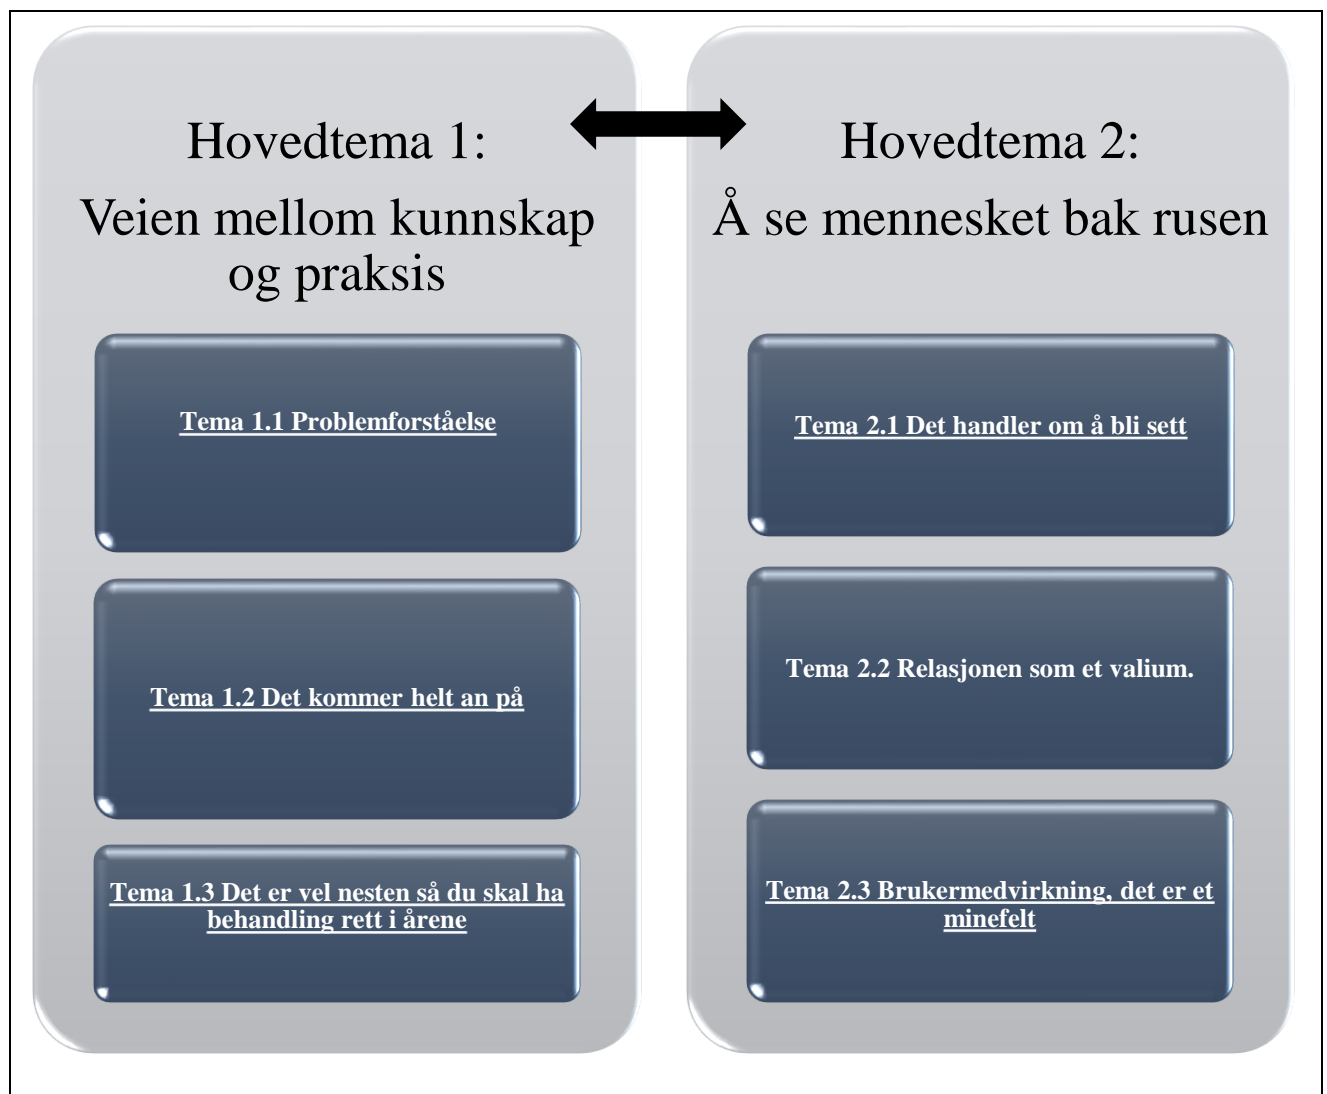 Hovedtema 1:
Veien mellom kunnskap
og praksis
Tema 1.1 Problemforståelse
Tema 1.2 Det kommer helt an på
Tema 1.3 Det er vel nesten så du skal ha
behandling rett i årene
Hovedtema 2:
Å se mennesket bak rusen
Tema 2.1 Det handler om å bli sett
Tema 2.2 Relasjonen som et valium.
Tema 2.3 Brukermedvirkning, det er et
minefelt